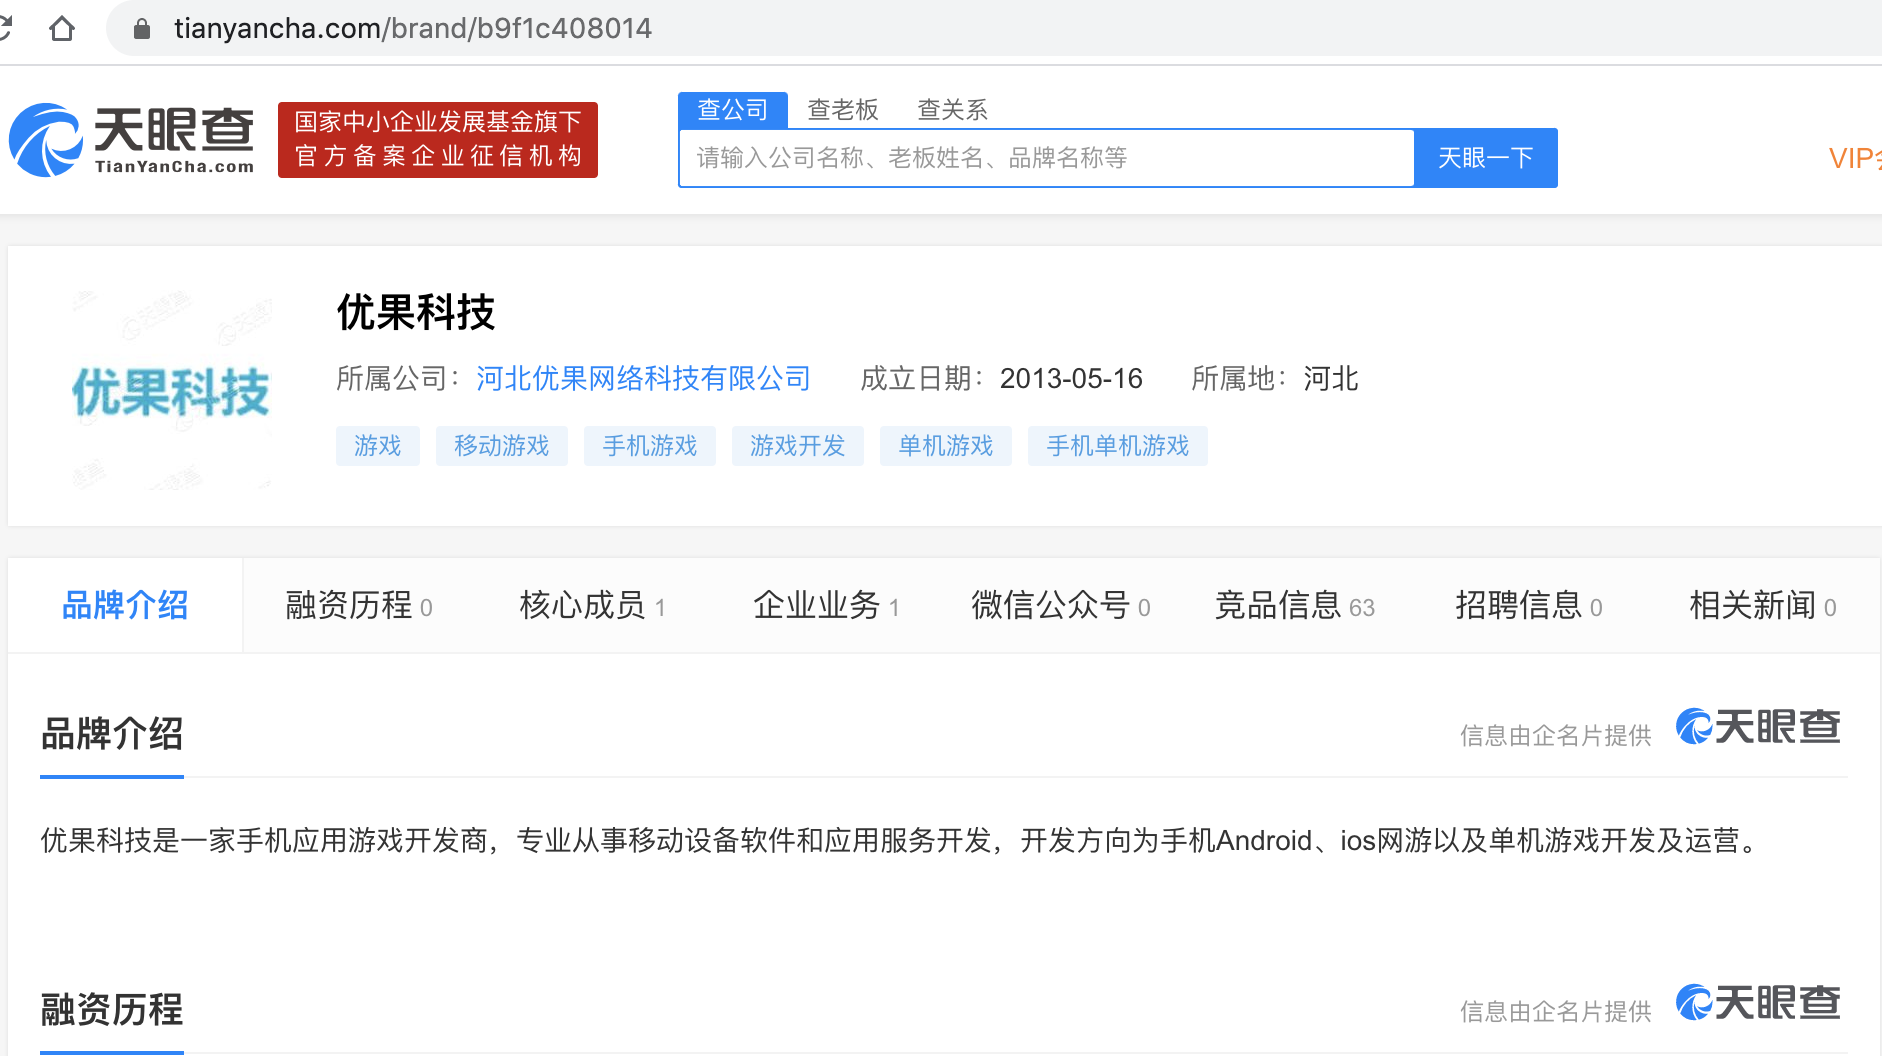 tianyancha.com/brand/b9f1c408014
天眼查
TianYanCha.com
国家中小企业发展基金旗下
官方备案企业征信机构
查公司 查老板 查关系
请输入公司名称、老板姓名、品牌名称等 天眼一下
VIP
优果科技
优果科技
所属公司： 河北优果网络科技有限公司 成立日期： 2013-05-16 所属地： 河北
游戏 移动游戏 手机游戏 游戏开发 单机游戏 手机单机游戏
品牌介绍 融资历程 0 核心成员 1 企业业务 1 微信公众号 0 竞品信息 63 招聘信息 0 相关新闻 0
品牌介绍 信息由企名片提供 天眼查
优果科技是一家手机应用游戏开发商，专业从事移动设备软件和应用服务开发，开发方向为手机Android、ios网游以及单机游戏开发及运营。
融资历程 信息由企名片提供 天眼查